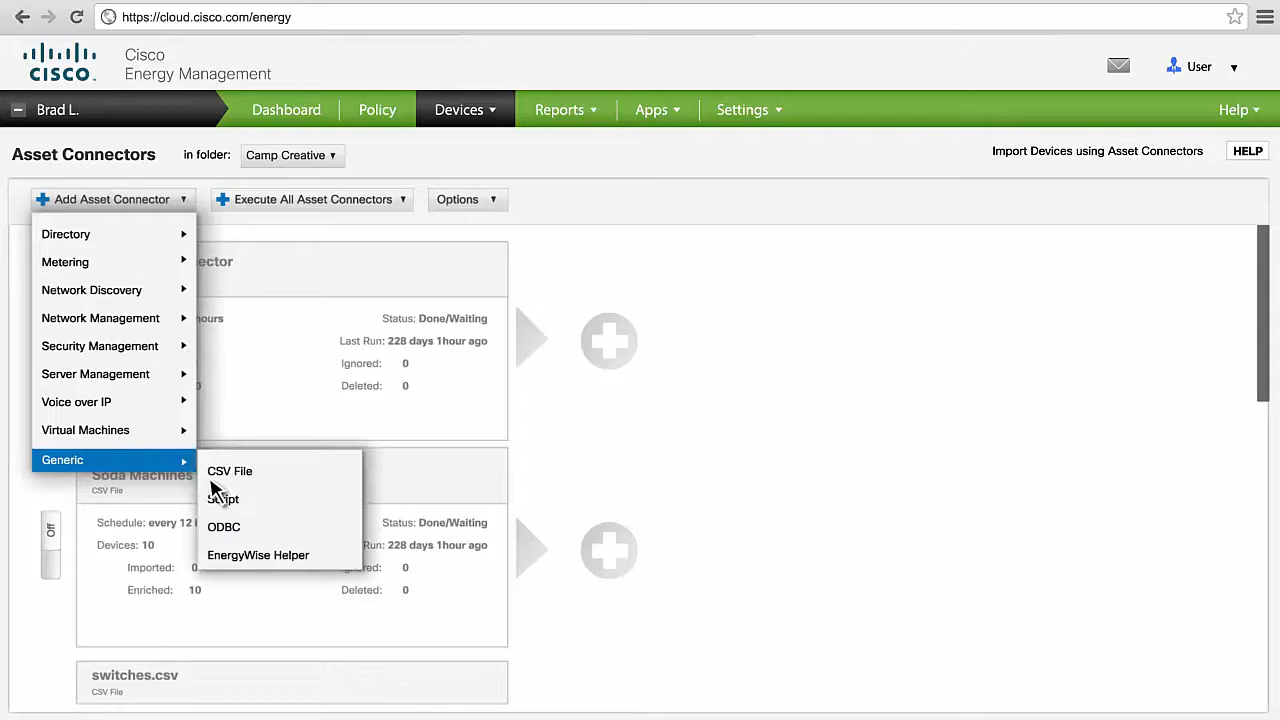 https://cloud.cisco.com/energy
CISCO
Cisco
Energy Management
User
Brad L.
Dashboard
Policy
Devices
Reports
Apps
Settings
Help
Asset Connectors
in folder:
Camp Creative
Import Devices using Asset Connectors
HELP
Add Asset Connector
Execute All Asset Connectors
Options
Directory
Metering
Network Discovery
Network Management
Security Management
Server Management
Voice over IP
Virtual Machines
Generic
CSV File
Script
ODBC
EnergyWise Helper
Status: Done/Waiting
Last Run: 228 days 1hour ago
Ignored: 0
Deleted: 0
Soda Machines
CSV File
Off
Schedule: every 12
Status: Done/Waiting
Devices: 10
Run: 228 days 1hour ago
Imported: 0
0
Enriched: 10
Deleted: 0
switches.csv
CSV File